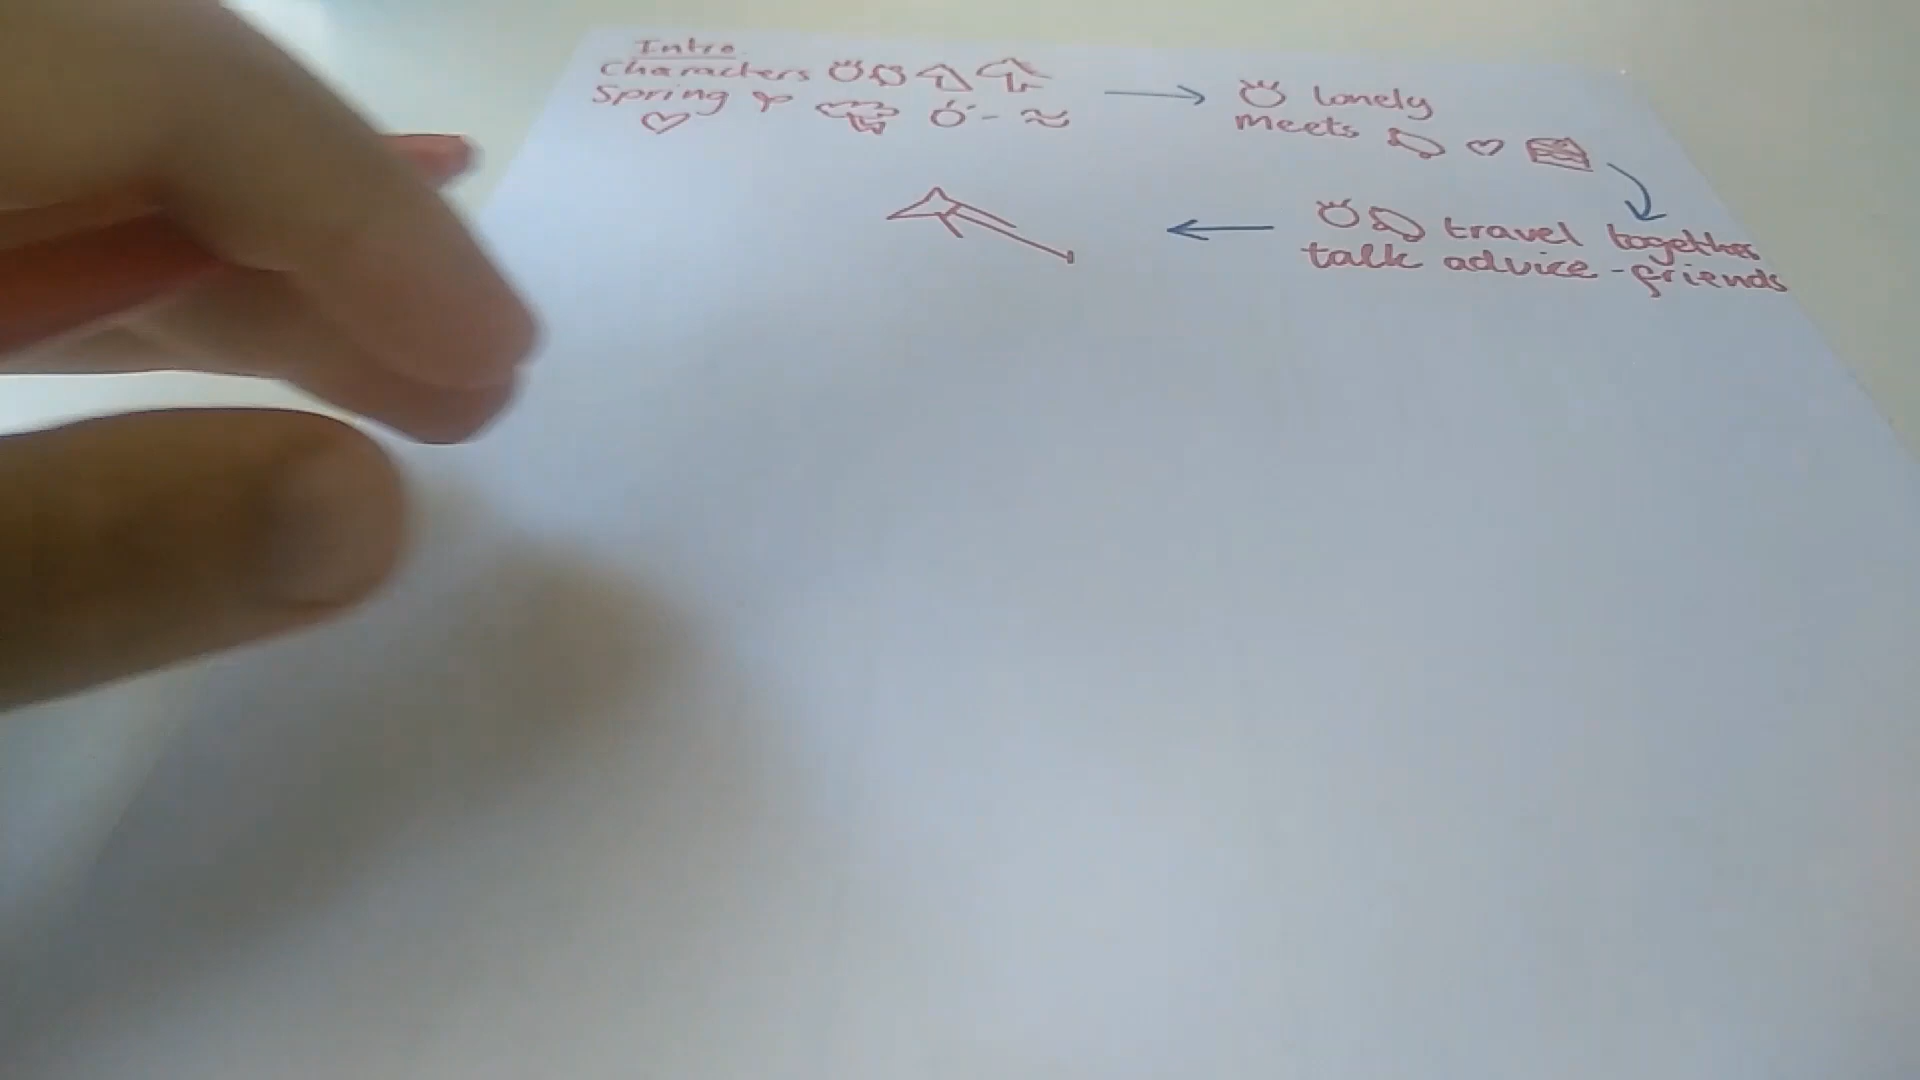 Intro
Characters
Spring
lonely
meets
travel together
talk advice - friends